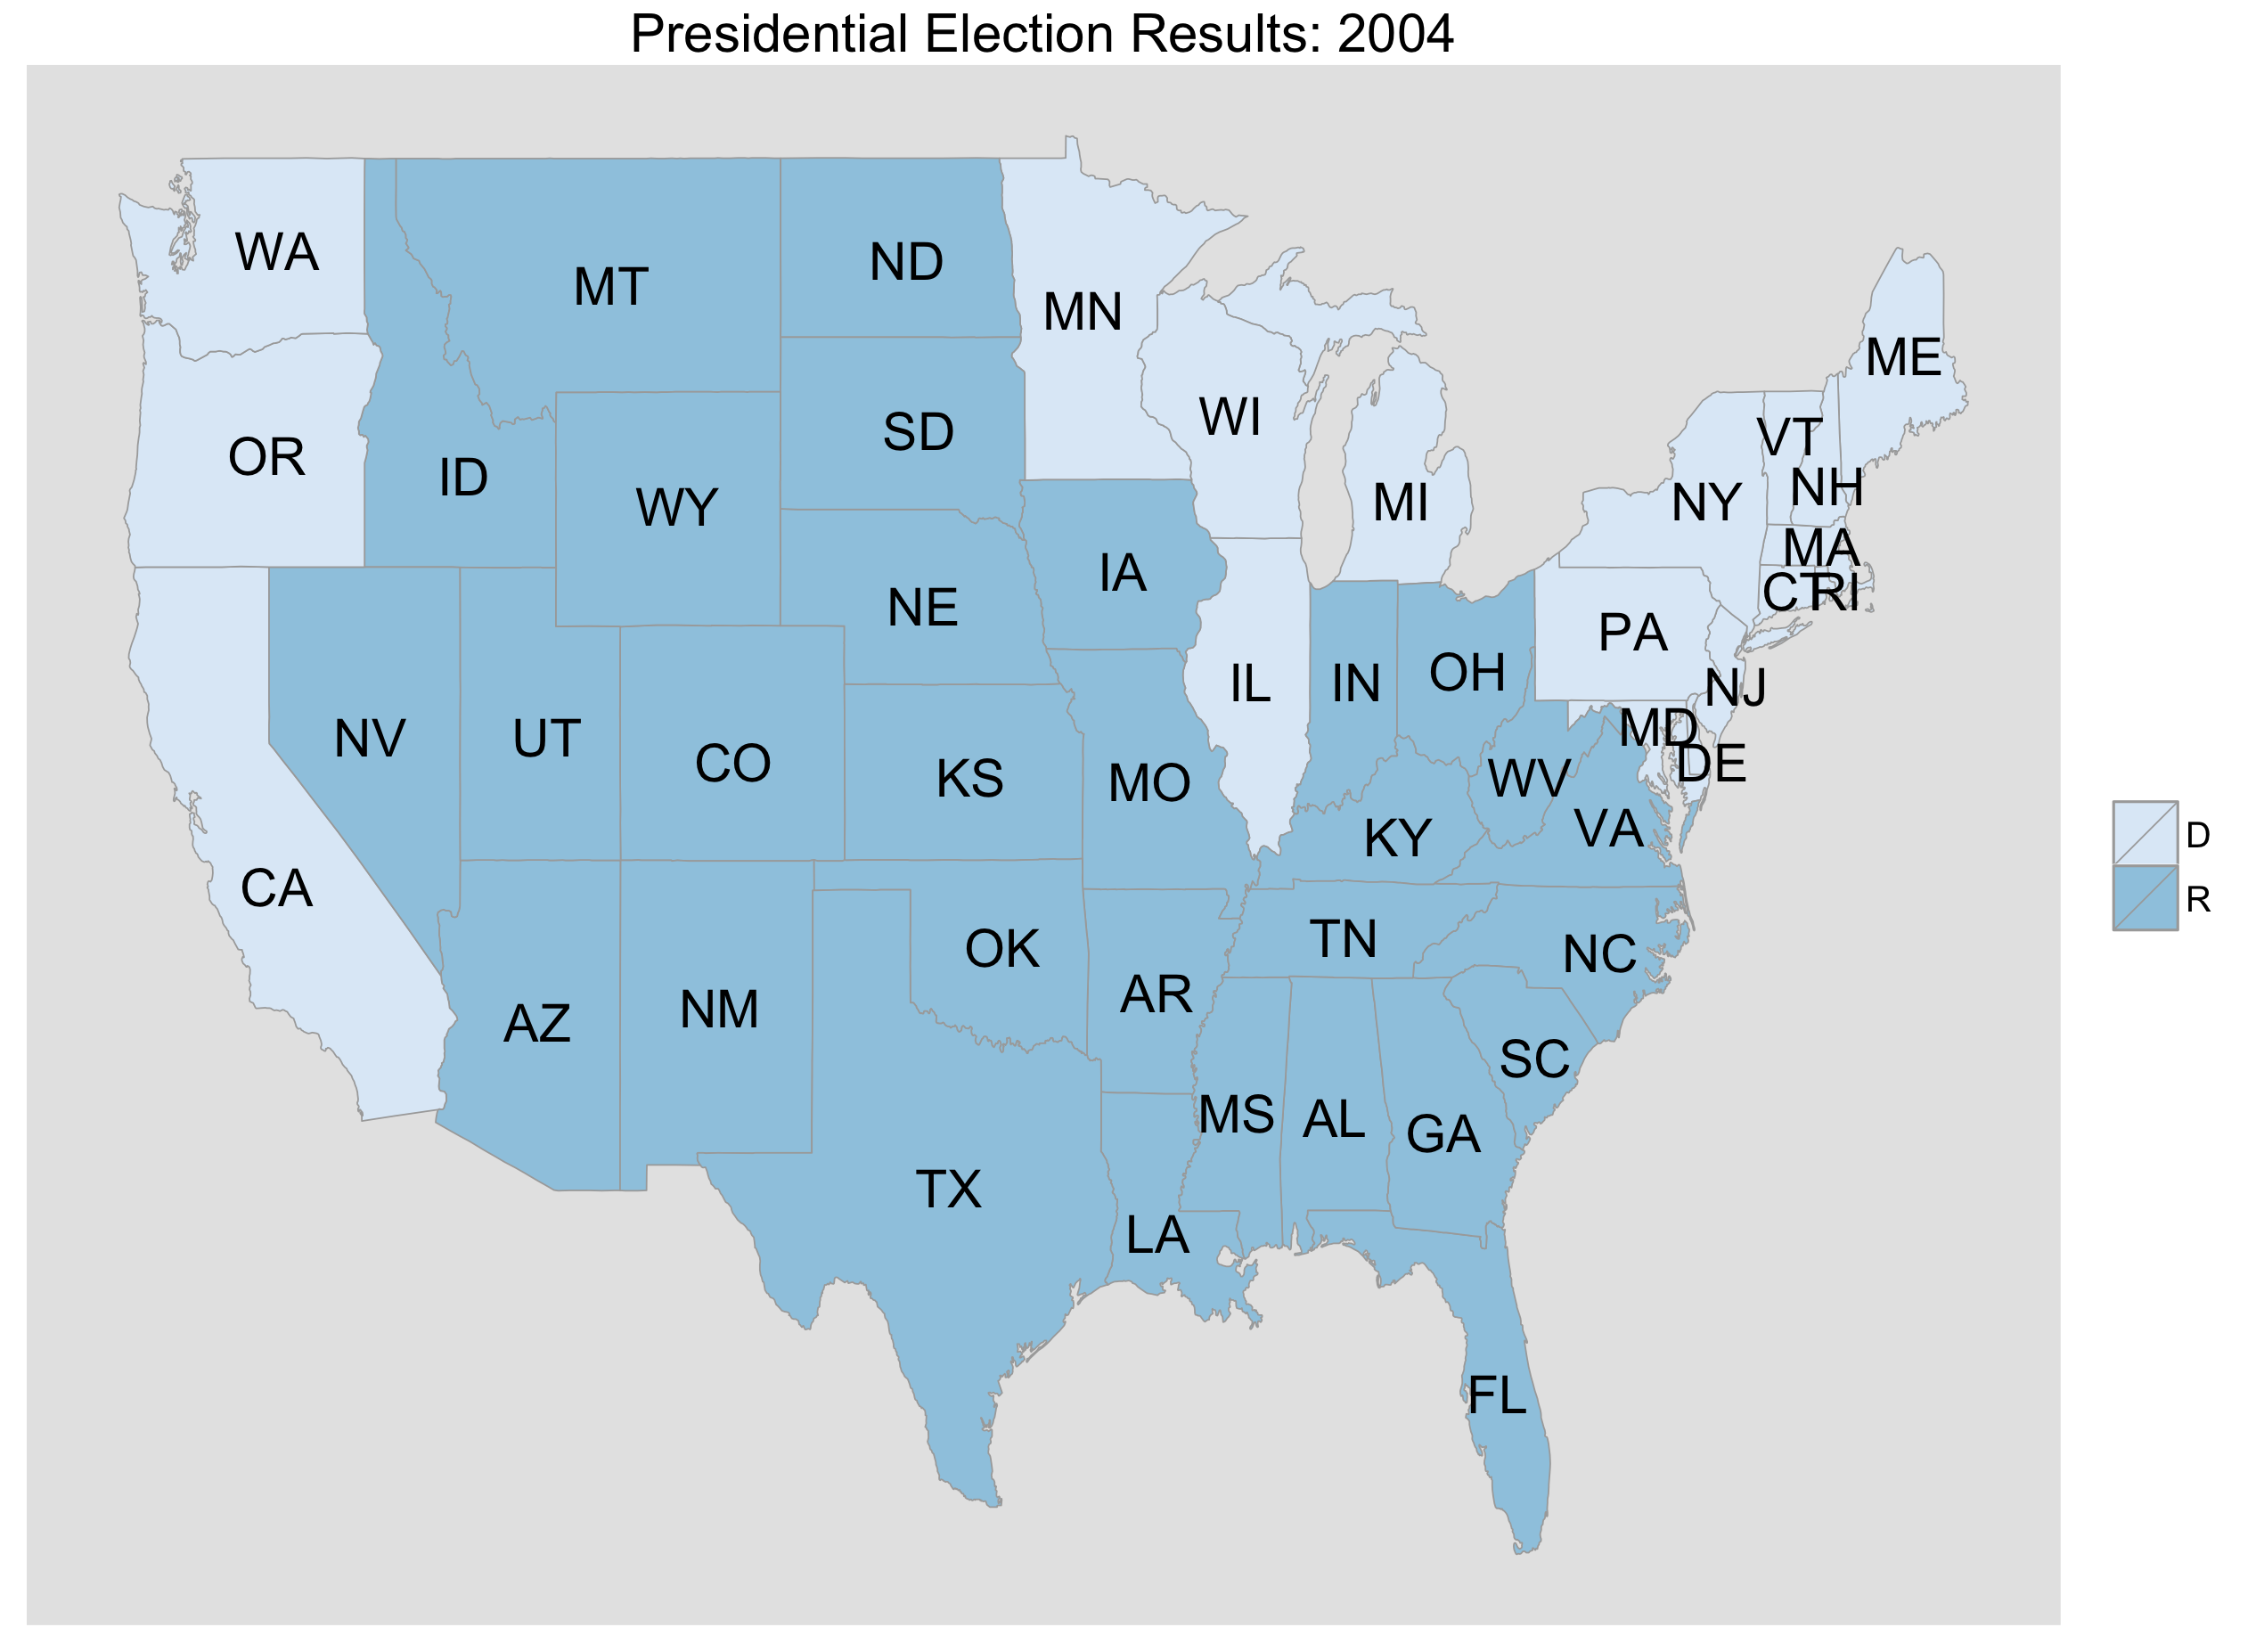 Presidential Election Results: 2004
WA
MT
ND
MN
ME
OR
ID
WY
SD
WI
MI
NY
VT
NH
MA
CT
RI
IA
NE
PA
NJ
IL
IN
OH
MD
DE
NV
UT
CO
KS
MO
WV
VA
KY
CA
D
R
OK
TN
NC
AZ
NM
AR
SC
MS
AL
GA
TX
LA
FL